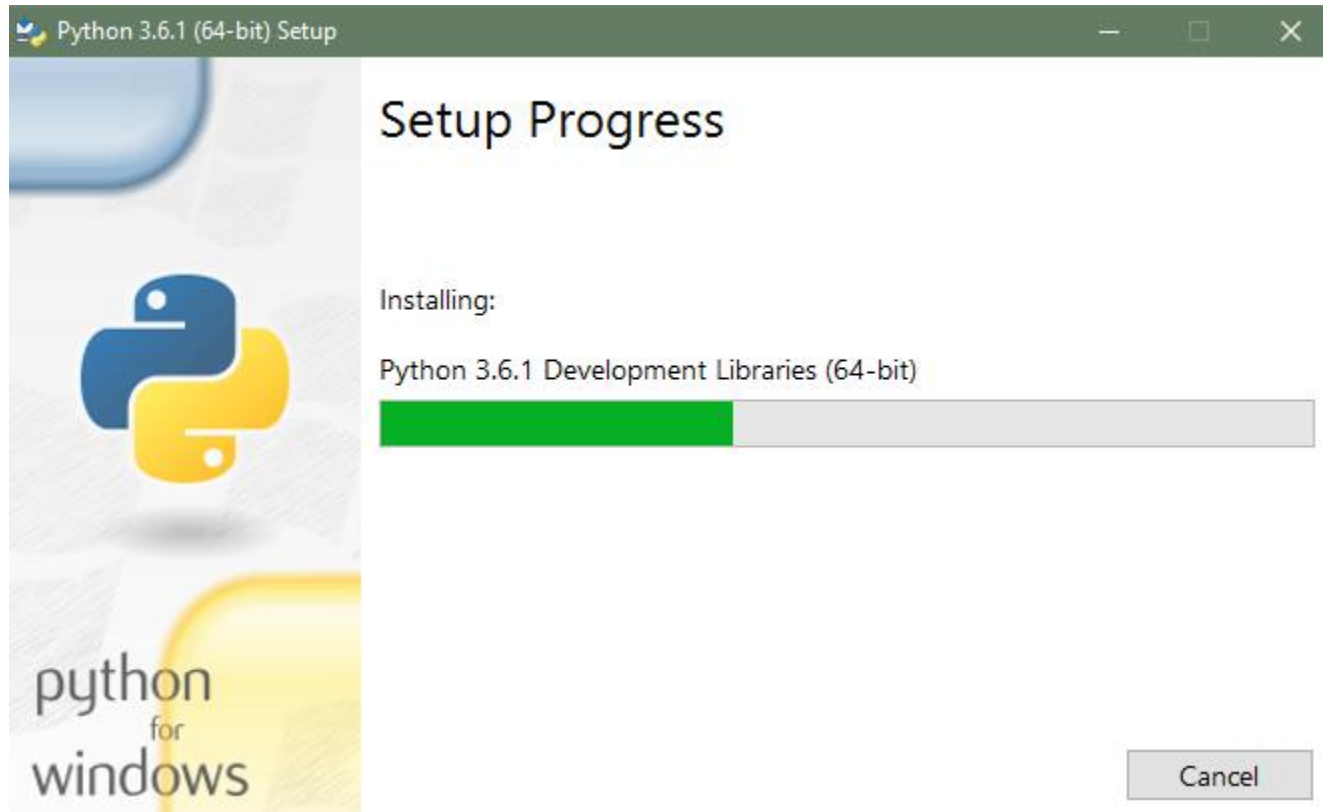 Python 3.6.1 (64-bit) Setup
Setup Progress
Installing:
Python 3.6.1 Development Libraries (64-bit)
python
for
windows
Cancel